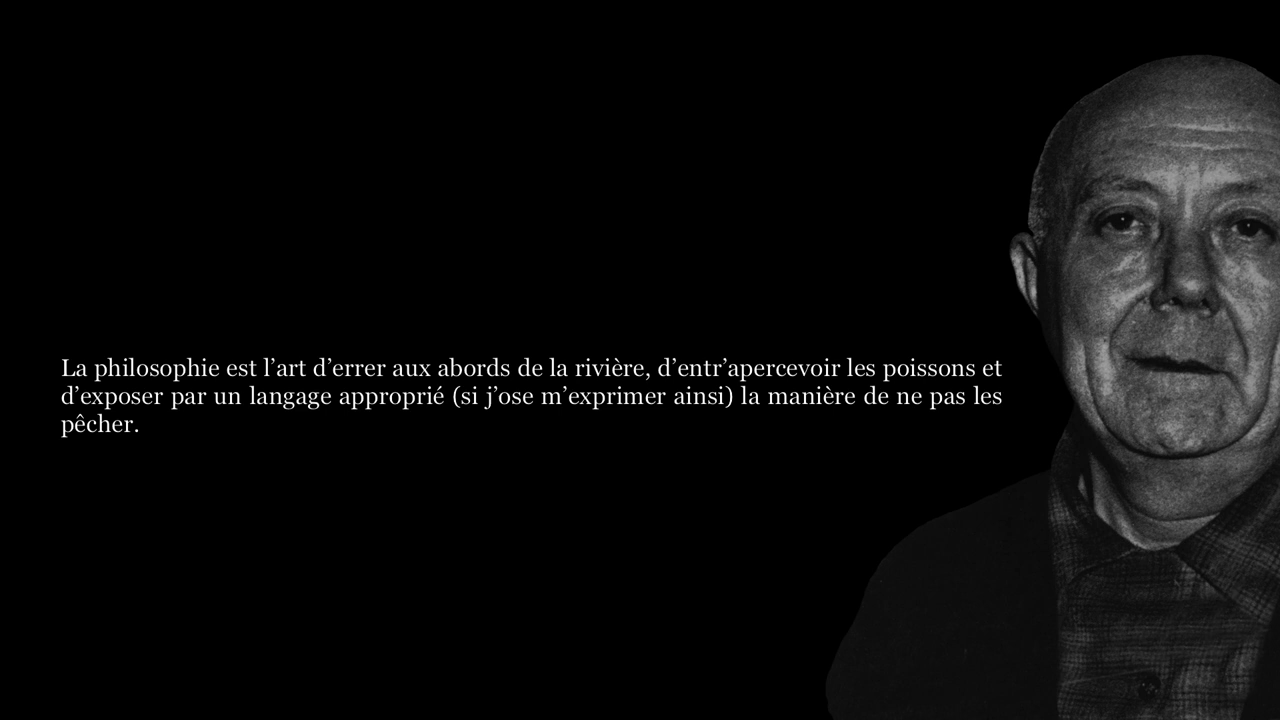 La philosophie est l’art d’errer aux abords de la rivière, d’entr’apercevoir les poissons et
d’exposer par un langage approprié (si j’ose m’exprimer ainsi) la manière de ne pas les
pêcher.